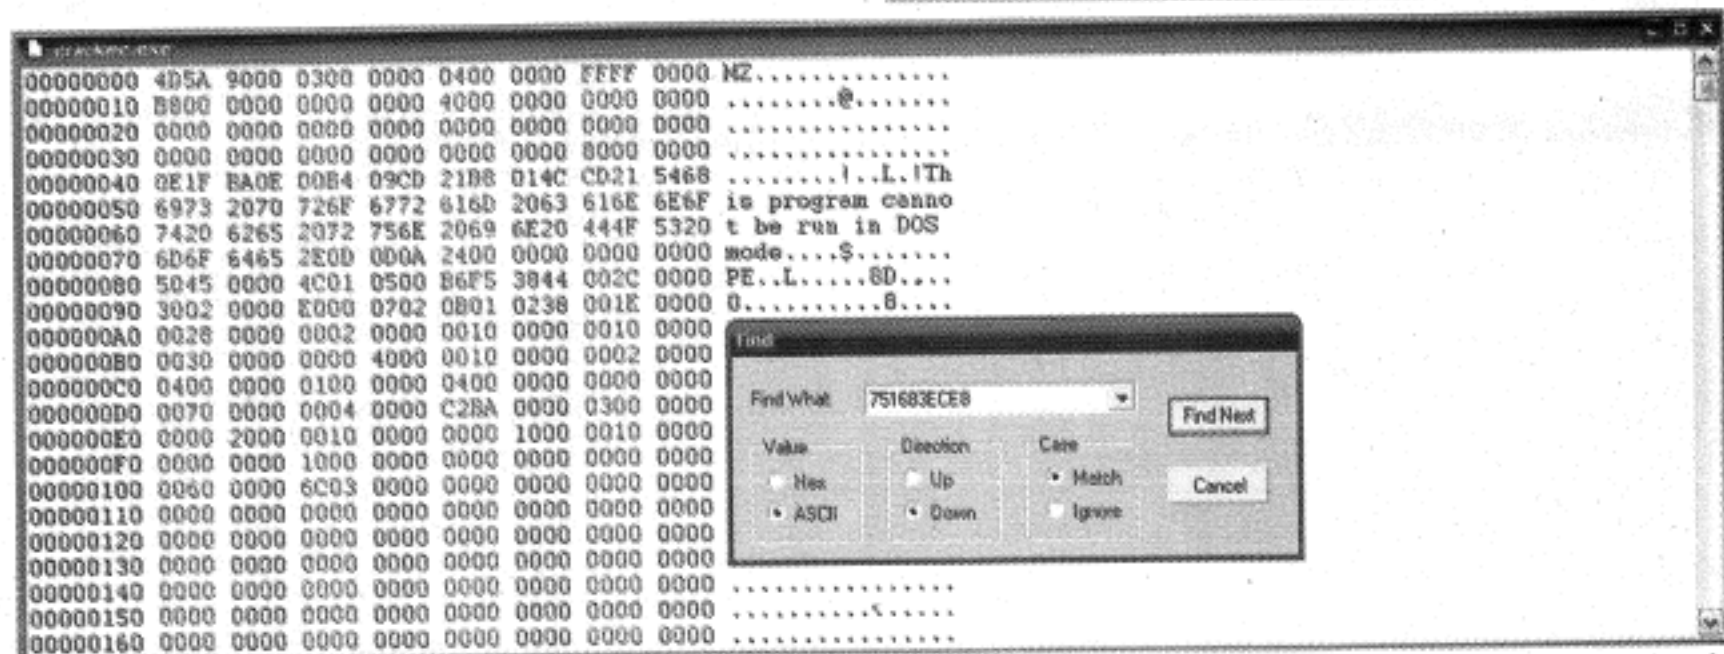 00000000 4D5A 9000 0300 0000 0400 0000 FFFF 0000 MZ..............
00000010 B800 0000 0000 0000 4000 0000 0000 0000 ........@.......
00000020 0000 0000 0000 0000 0000 0000 0000 0000 ................
00000030 0000 0000 0000 0000 0000 0000 8000 0000 ................
00000040 0E1F BA0E 00B4 09CD 21B8 014C CD21 5468 ........!..L.!Th
00000050 6973 2070 726F 6772 616D 2063 616E 6E6F is program canno
00000060 7420 6265 2072 756E 2069 6E20 444F 5320 t be run in DOS
00000070 6D6F 6465 2E0D 0D0A 2400 0000 0000 0000 mode....$.......
00000080 5045 0000 4C01 0500 B6F5 3844 002C 0000 PE..L.....8D.,..
00000090 3002 0000 E000 0702 0B01 0238 001E 0000 0..........8....
000000A0 0028 0000 0002 0000 0010 0000 0010 0000
000000B0 0030 0000 0000 4000 0010 0000 0002 0000
000000C0 0400 0000 0100 0000 0400 0000 0000 0000
000000D0 0070 0000 0004 0000 C2BA 0000 0300 0000
000000E0 0000 2000 0010 0000 0000 1000 0010 0000
000000F0 0000 0000 1000 0000 0000 0000 0000 0000
00000100 0060 0000 6C03 0000 0000 0000 0000 0000
00000110 0000 0000 0000 0000 0000 0000 0000 0000
00000120 0000 0000 0000 0000 0000 0000 0000 0000
00000130 0000 0000 0000 0000 0000 0000 0000 0000
00000140 0000 0000 0000 0000 0000 0000 0000 0000 ................
00000150 0000 0000 0000 0000 0000 0000 0000 0000 ................
00000160 0000 0000 0000 0000 0000 0000 0000 0000 ................
Find
Find What: 751683ECE8
Find Next
Value Direction Case
Hex Up Match
Cancel
ASCII Down Ignore